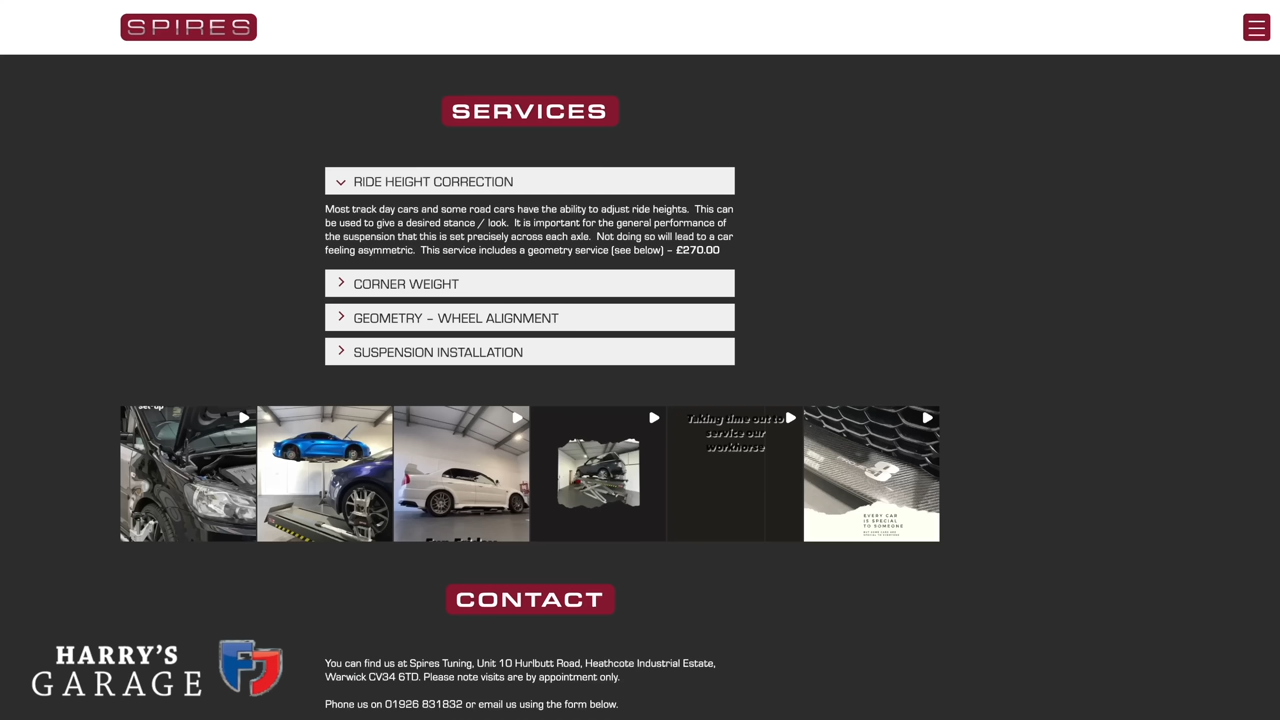 SPIRES
SERVICES
RIDE HEIGHT CORRECTION
Most track day cars and some road cars have the ability to adjust ride heights. This can
be used to give a desired stance / look. It is important for the general performance of
the suspension that this is set precisely across each axle. Not doing so will lead to a car
feeling asymmetric. This service includes a geometry service (see below) – £270.00
CORNER WEIGHT
GEOMETRY – WHEEL ALIGNMENT
SUSPENSION INSTALLATION
set-up
Taking time out to
service our
workhorse
EVERY CAR
IS SPECIAL
TO SOMEONE
CONTACT
HARRY'S
GARAGE
You can find us at Spires Tuning, Unit 10 Hurlbutt Road, Heathcote Industrial Estate,
Warwick CV34 6TD. Please note visits are by appointment only.
Phone us on 01926 831832 or email us using the form below.